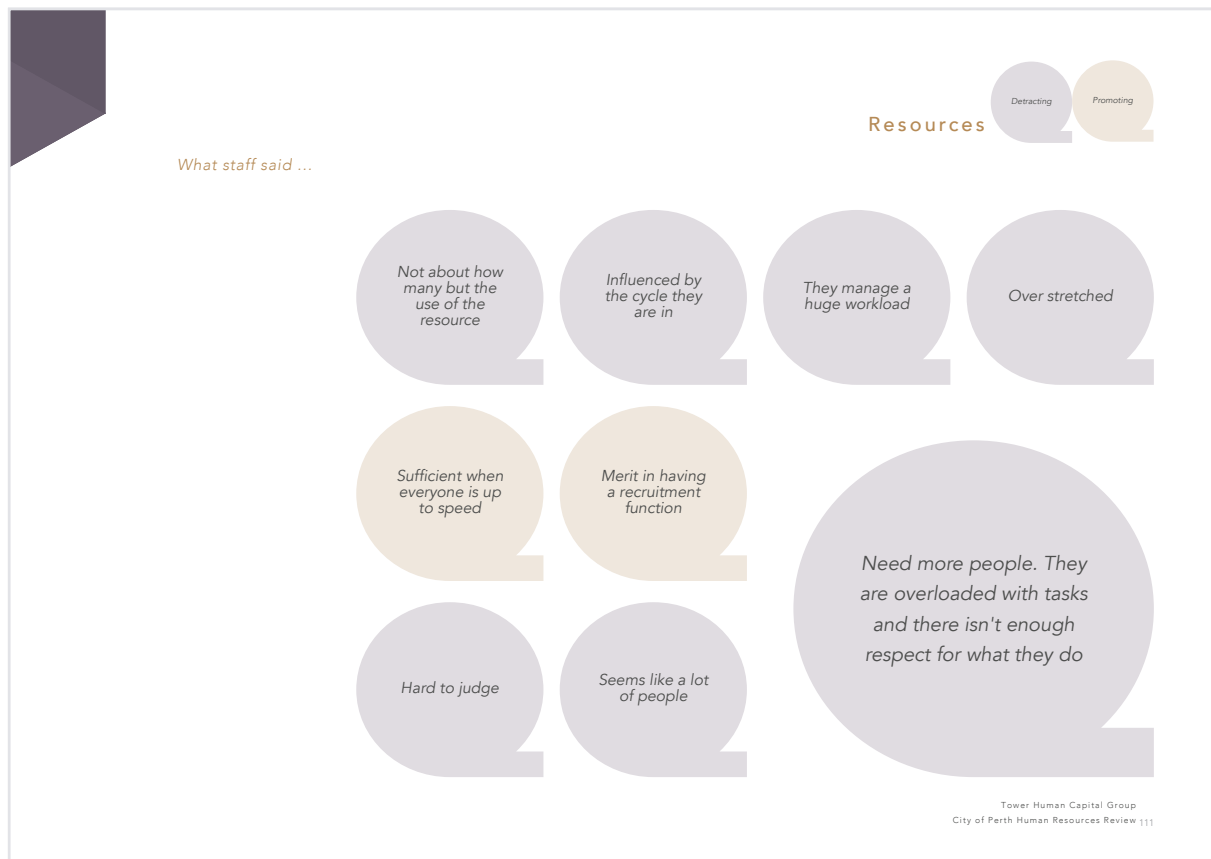 Detracting
Promoting
Resources
What staff said ...
Not about how
many but the
use of the
resource
Influenced by
the cycle they
are in
They manage a
huge workload
Over stretched
Sufficient when
everyone is up
to speed
Merit in having
a recruitment
function
Need more people. They
are overloaded with tasks
and there isn't enough
respect for what they do
Hard to judge
Seems like a lot
of people
Tower Human Capital Group
City of Perth Human Resources Review 111